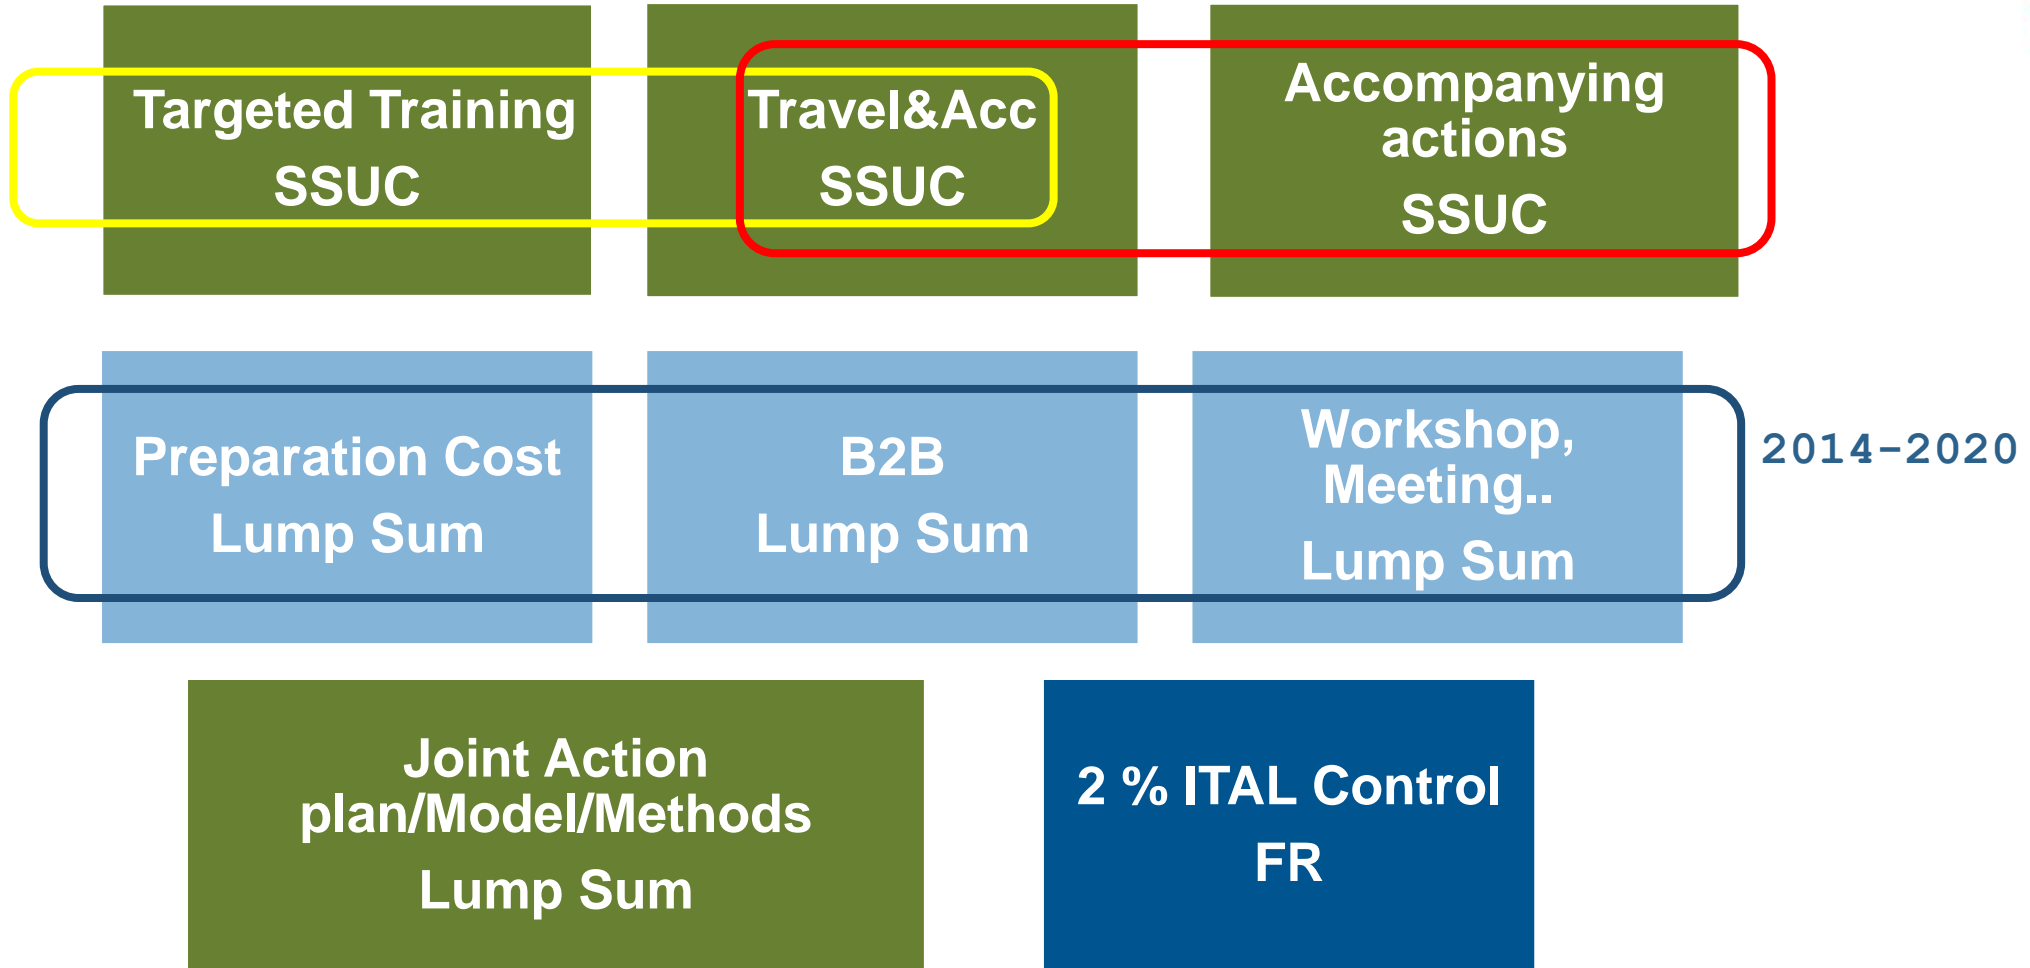 Targeted Training
SSUC
Travel&Acc
SSUC
Accompanying
actions
SSUC
Preparation Cost
Lump Sum
B2B
Lump Sum
Workshop,
Meeting..
Lump Sum
2014-2020
Joint Action
plan/Model/Methods
Lump Sum
2 % ITAL Control
FR